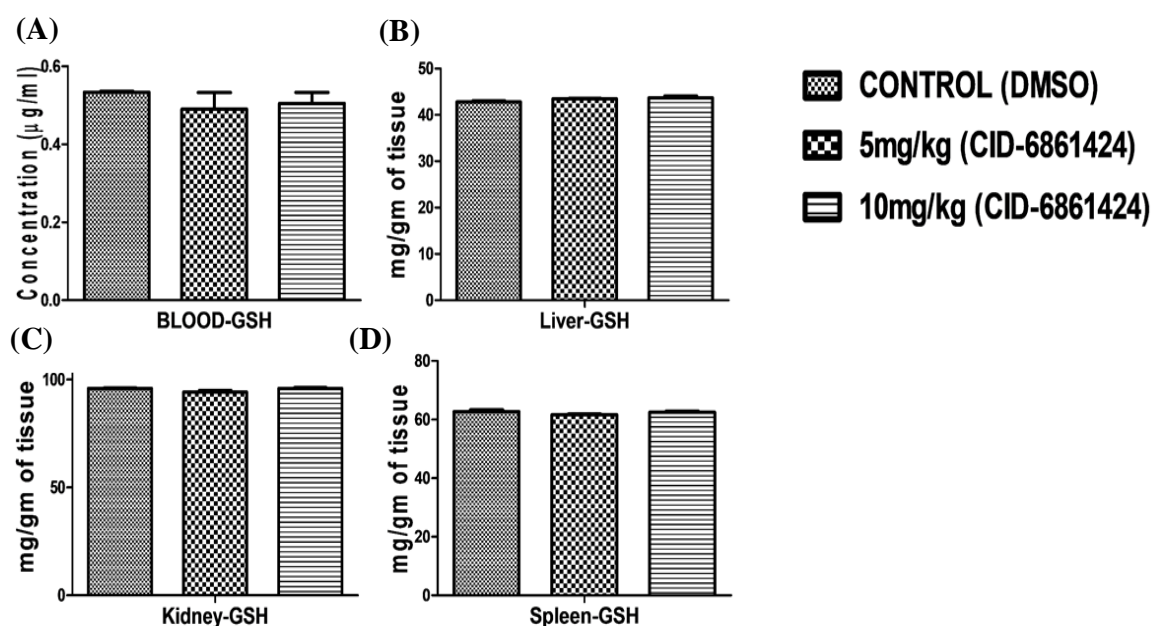 (A)
Concentration (μg/ml)
0.6
0.4
0.2
0.0
BLOOD-GSH
(B)
mg/gm of tissue
50
40
30
20
10
0
Liver-GSH
CONTROL (DMSO)
5mg/kg (CID-6861424)
10mg/kg (CID-6861424)
(C)
mg/gm of tissue
100
50
0
Kidney-GSH
(D)
mg/gm of tissue
80
60
40
20
0
Spleen-GSH